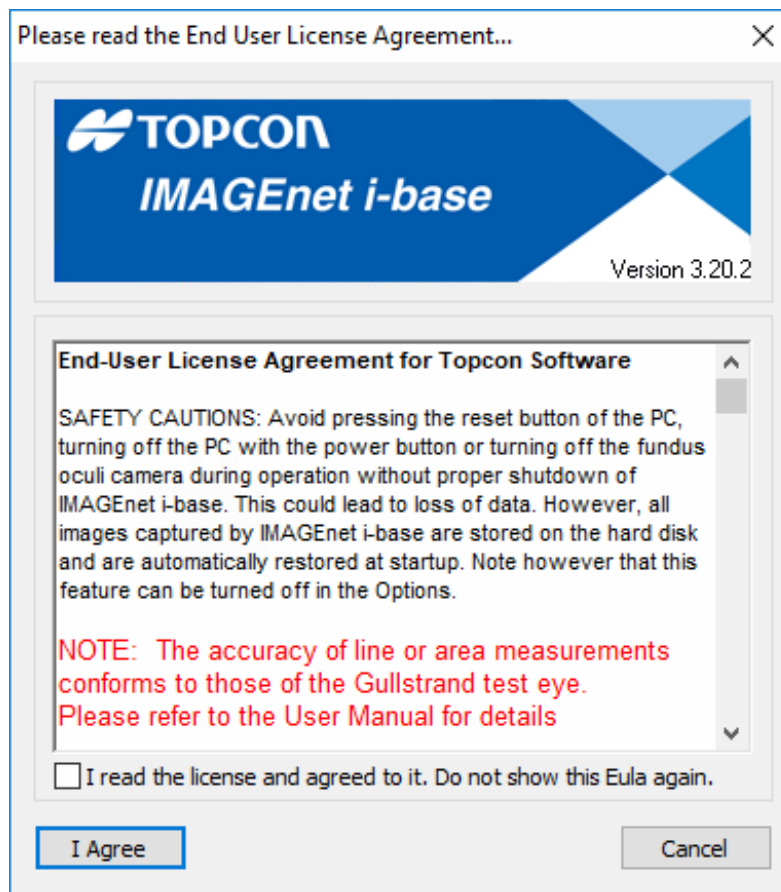 Please read the End User License Agreement...
TOPCON
IMAGEnet i-base
Version 3.20.2
End-User License Agreement for Topcon Software
SAFETY CAUTIONS: Avoid pressing the reset button of the PC,
turning off the PC with the power button or turning off the fundus
oculi camera during operation without proper shutdown of
IMAGEnet i-base. This could lead to loss of data. However, all
images captured by IMAGEnet i-base are stored on the hard disk
and are automatically restored at startup. Note however that this
feature can be turned off in the Options.
NOTE: The accuracy of line or area measurements
conforms to those of the Gullstrand test eye.
Please refer to the User Manual for details
I read the license and agreed to it. Do not show this Eula again.
I Agree
Cancel